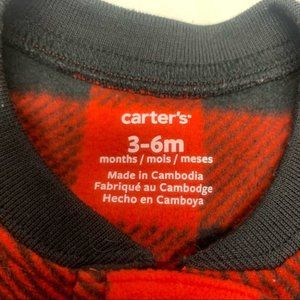 carter's
3-6m
months / mois / meses
Made in Cambodia
Fabriqué au Cambodge
Hecho en Camboya